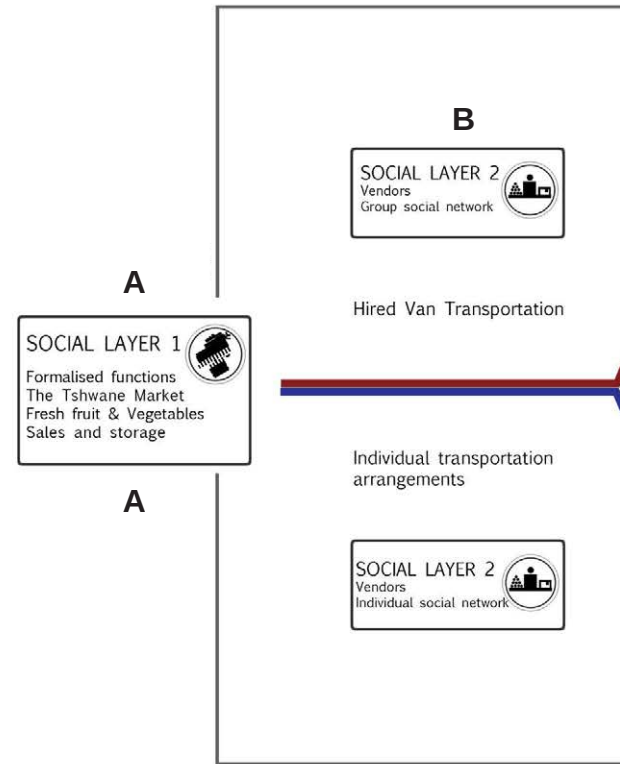 B
SOCIAL LAYER 2
Vendors
Group social network
A
Hired Van Transportation
SOCIAL LAYER 1
Formalised functions
The Tshwane Market
Fresh fruit & Vegetables
Sales and storage
Individual transportation
arrangements
A
SOCIAL LAYER 2
Vendors
Individual social network